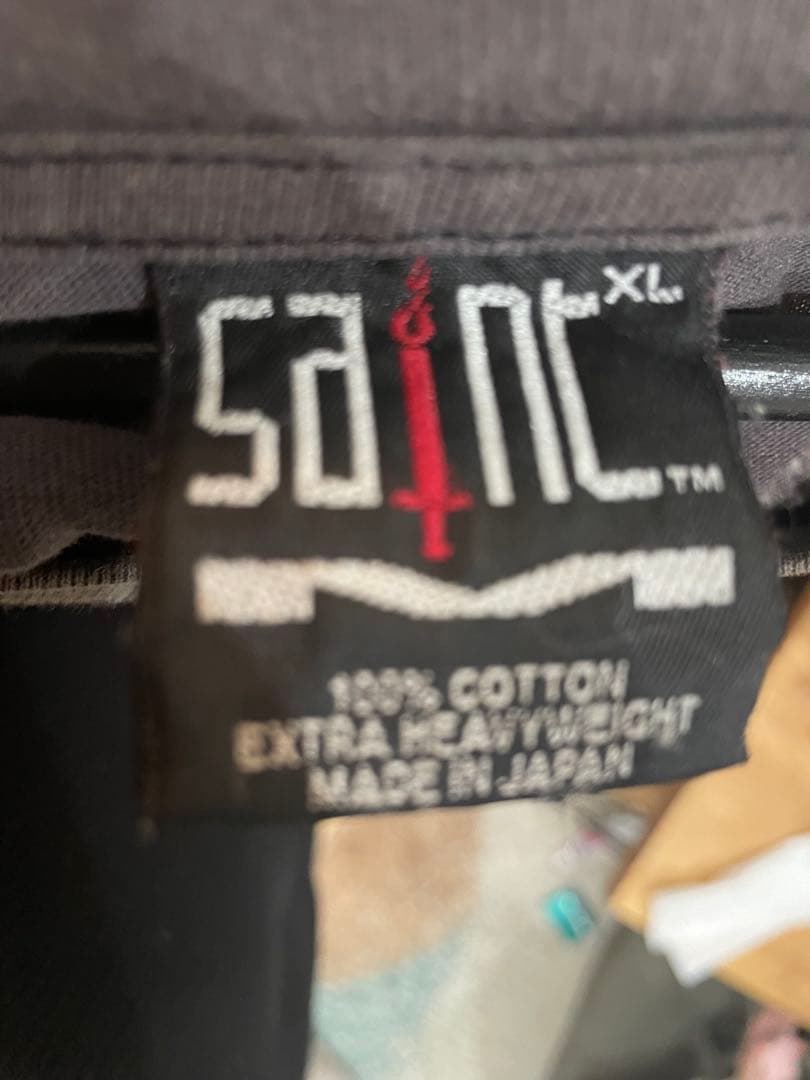 saint XL
TM
100% COTTON
EXTRA HEAVYWEIGHT
MADE IN JAPAN